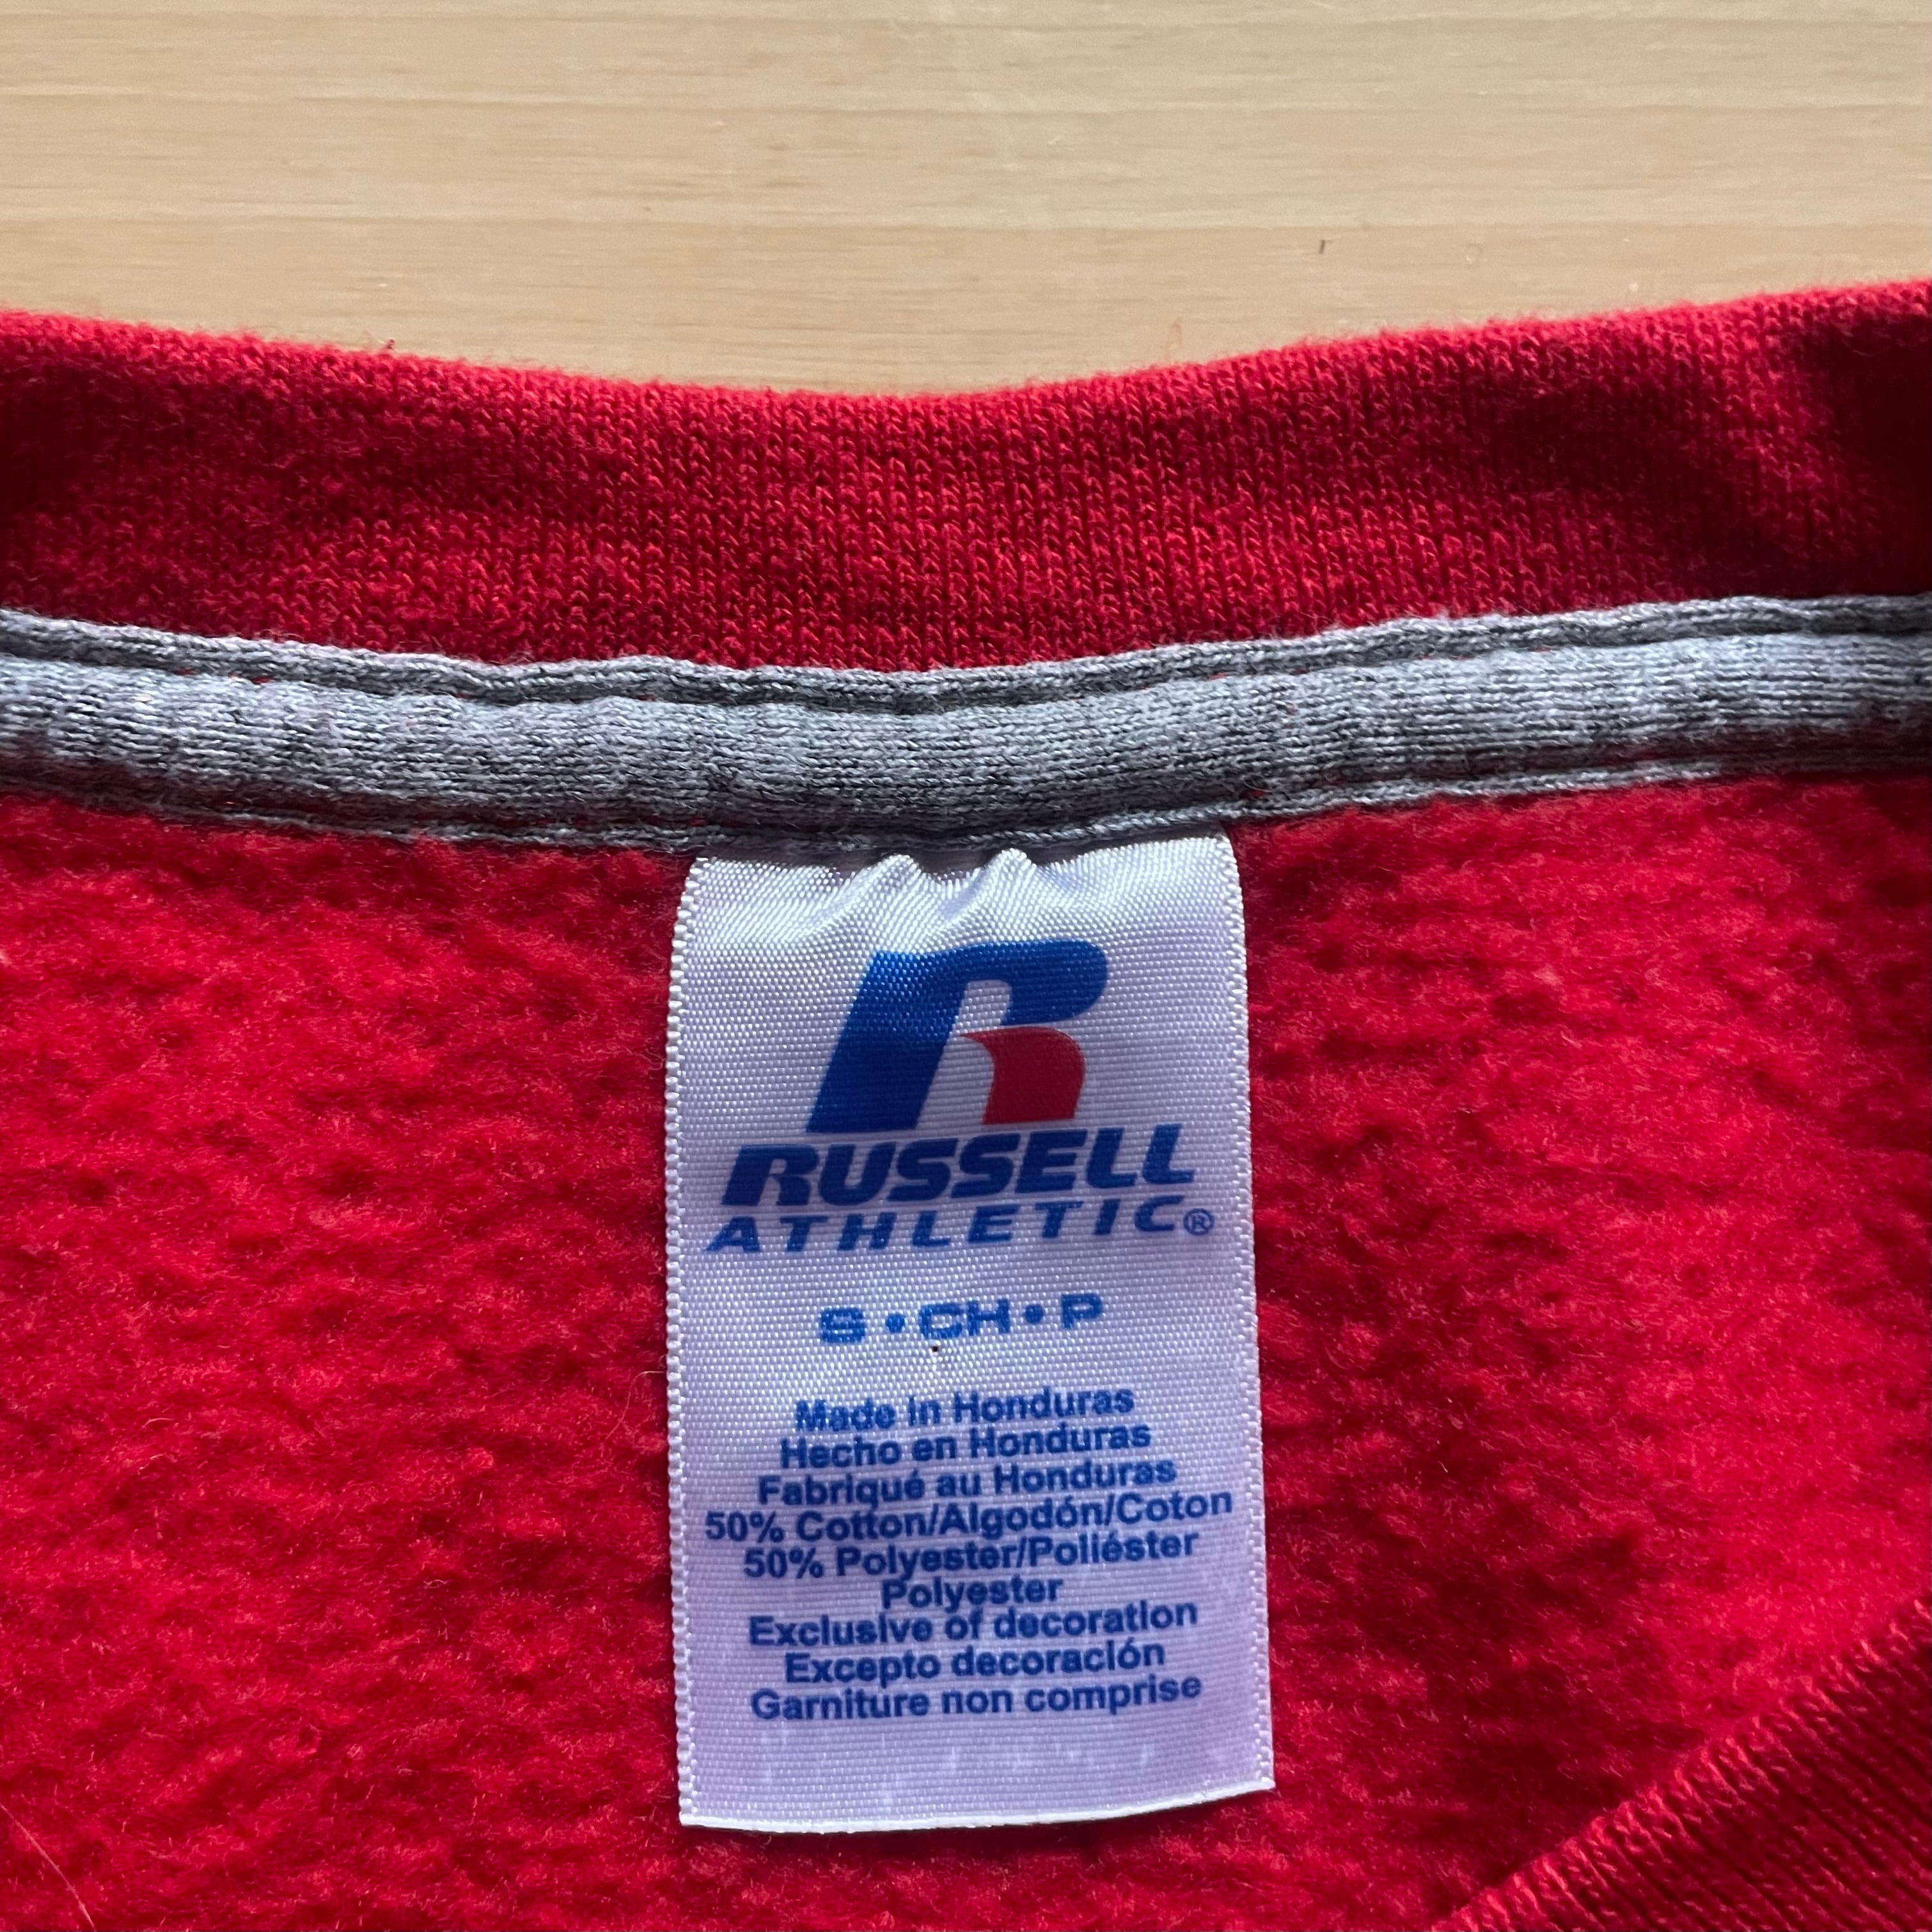 R
RUSSELL
ATHLETIC®
S•CH•P
Made in Honduras
Hecho en Honduras
Fabriqué au Honduras
50% Cotton/Algodón/Coton
50% Polyester/Poliéster
Polyester
Exclusive of decoration
Excepto decoración
Garniture non comprise